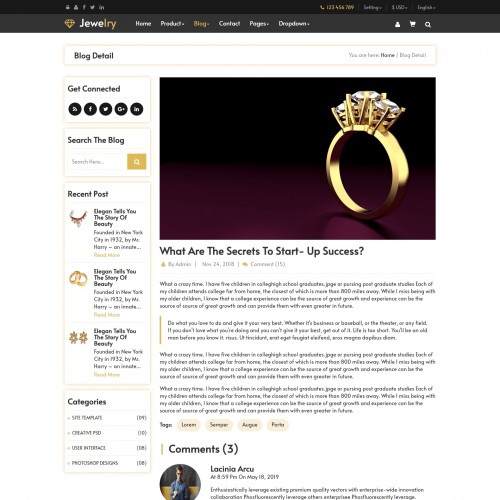 123 456 789 Setting $ USD English
Jewelry Home Product Blog Contact Pages Dropdown
Blog Detail
You are here: Home / Blog Detail
Get Connected
Search The Blog
Search Here...
Recent Post
Elegan Tells You
The Story Of
Beauty
Founded in New York
City in 1932, by Ms.
Harry – an innate...
Read More
Elegan Tells You
The Story Of
Beauty
Founded in New York
City in 1932, by Ms.
Harry – an innate...
Read More
Elegan Tells You
The Story Of
Beauty
Founded in New York
City in 1932, by Ms.
Harry – an innate...
Read More
Categories
SITE TEMPLATE (09)
CREATIVE PSD (10)
USER INTERFACE (08)
PHOTOSHOP DESIGNS (08)
What Are The Secrets To Start- Up Success?
By Admin | Nov 24, 2018 | Comment (15)
What a crazy time. I have five children in colleghigh school graduates.jpge or pursing post graduate studies Each of
my children attends college far from home, the closest of which is more than 800 miles away. While I miss being with
my older children, I know that a college experience can be the source of great growth and experience can be the
source of source of great growth and can provide them with even greater in future.
Do what you love to do and give it your very best. Whether it's business or baseball, or the theater, or any field.
If you don't love what you're doing and you can't give it your best, get out of it. Life is too short. You'll be an old
man before you know it. risus. Ut tincidunt, erat eget feugiat eleifend, eros magna dapibus diam.
What a crazy time. I have five children in colleghigh school graduates.jpge or pursing post graduate studies Each of
my children attends college far from home, the closest of which is more than 800 miles away. While I miss being with
my older children, I know that a college experience can be the source of great growth and experience can be the
source of source of great growth and can provide them with even greater in future.
What a crazy time. I have five children in colleghigh school graduates.jpge or pursing post graduate studies Each of
my children attends college far from home, the closest of which is more than 800 miles away. While I miss being with
my older children, I know that a college experience can be the source of great growth and experience can be the
source of source of great growth and can provide them with even greater in future.
Tags: Lorem Semper Augue Porta
Comments (3)
Lacinia Arcu
At 8:59 Pm On May 18, 2019
Enthusiastically leverage existing premium quality vectors with enterprise-wide innovation
collaboration Phosfluorescently leverage others enterprisee Phosfluorescently leverage.